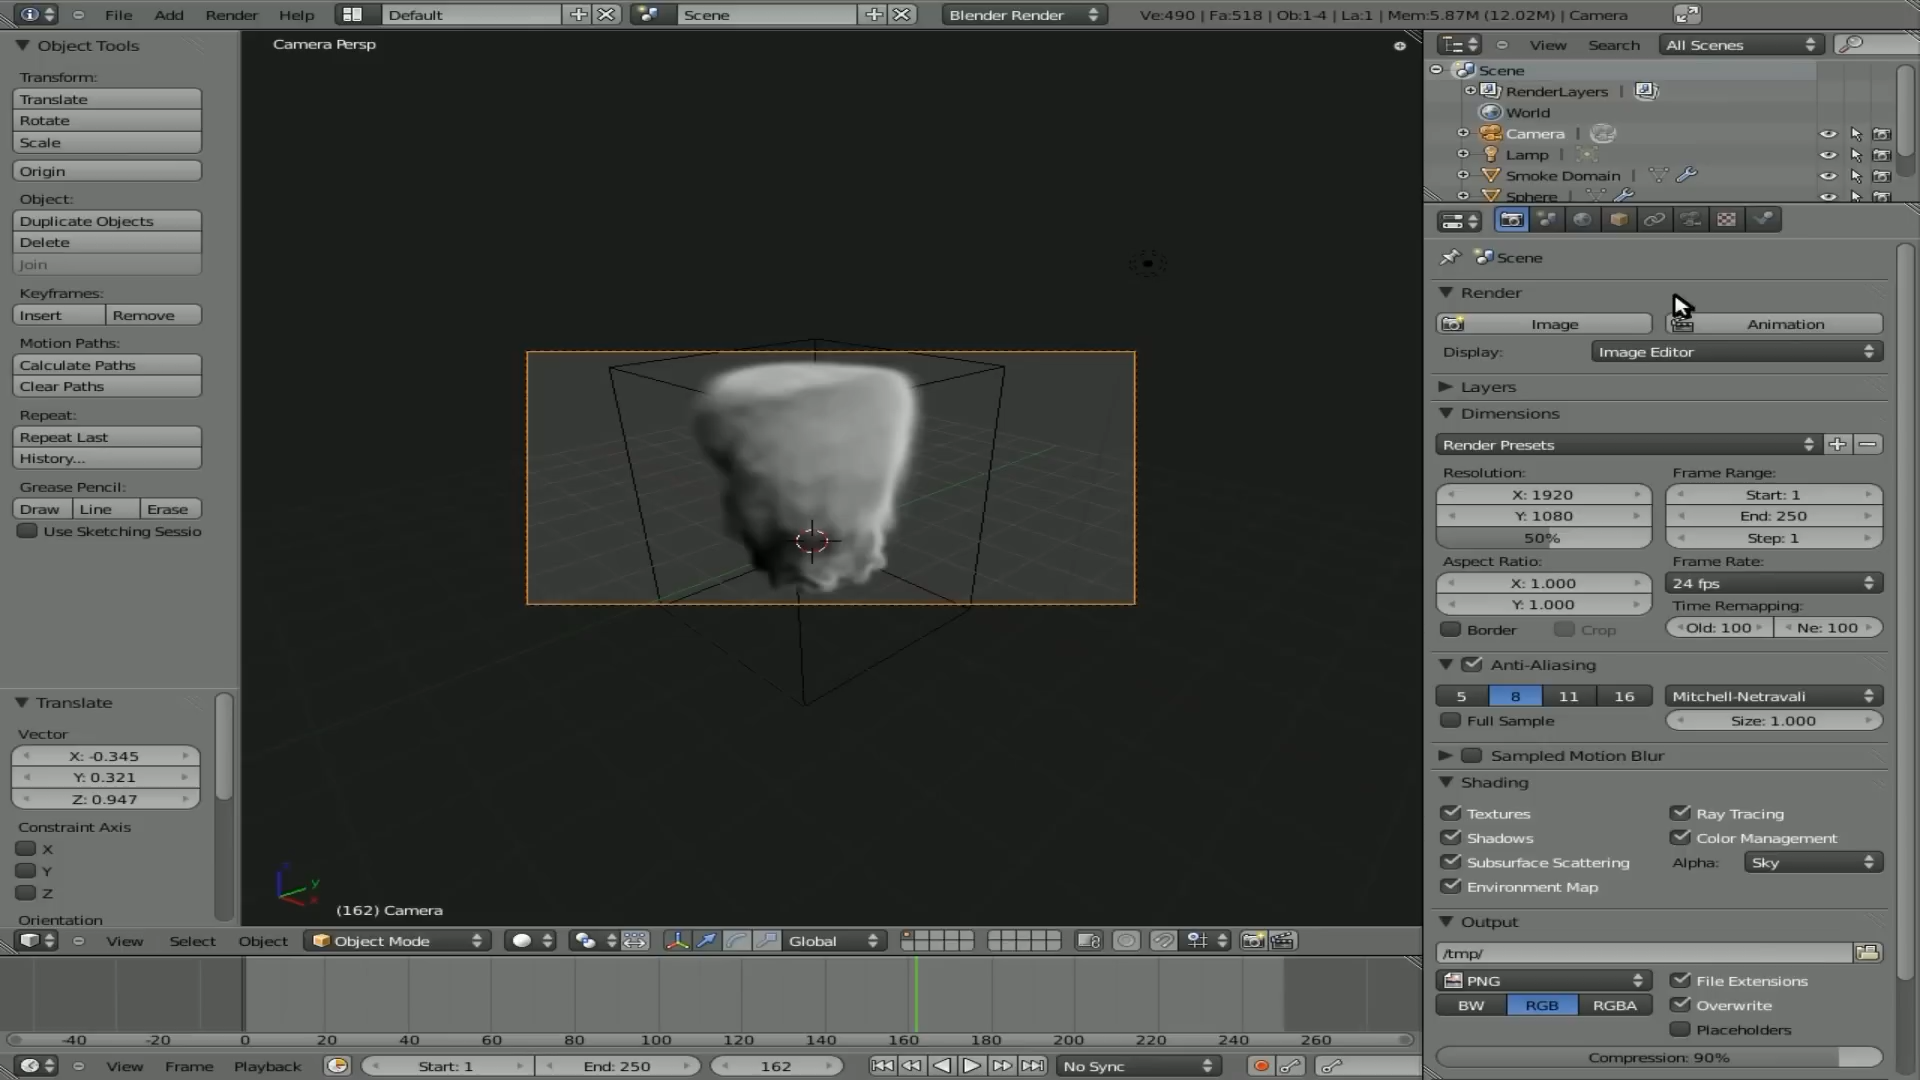 File Add Render Help Default Scene Blender Render Ve:490 | Fa:518 | Ob:1-4 | La:1 | Mem:5.87M (12.02M) | Camera
Object Tools
Transform:
Translate
Rotate
Scale
Origin
Object:
Duplicate Objects
Delete
Join
Keyframes:
Insert Remove
Motion Paths:
Calculate Paths
Clear Paths
Repeat:
Repeat Last
History...
Grease Pencil:
Draw Line Erase
Use Sketching Sessio
Translate
Vector
X: -0.345
Y: 0.321
Z: 0.947
Constraint Axis
X
Y
Z
Orientation
Camera Persp
(162) Camera
View Select Object Object Mode Global
-40 -20 0 20 40 60 80 100 120 140 160 180 200 220 240 260
View Frame Playback Start: 1 End: 250 162 No Sync
View Search All Scenes
Scene
RenderLayers |
World
Camera |
Lamp |
Smoke Domain |
Sphere |
Scene
Render
Image Animation
Display: Image Editor
Layers
Dimensions
Render Presets
Resolution: Frame Range:
X: 1920 Start: 1
Y: 1080 End: 250
50% Step: 1
Aspect Ratio: Frame Rate:
X: 1.000 24 fps
Y: 1.000 Time Remapping:
Border Crop Old: 100 Ne: 100
Anti-Aliasing
5 8 11 16 Mitchell-Netravali
Full Sample Size: 1.000
Sampled Motion Blur
Shading
Textures Ray Tracing
Shadows Color Management
Subsurface Scattering Alpha: Sky
Environment Map
Output
/tmp/
PNG File Extensions
BW RGB RGBA Overwrite
Placeholders
Compression: 90%